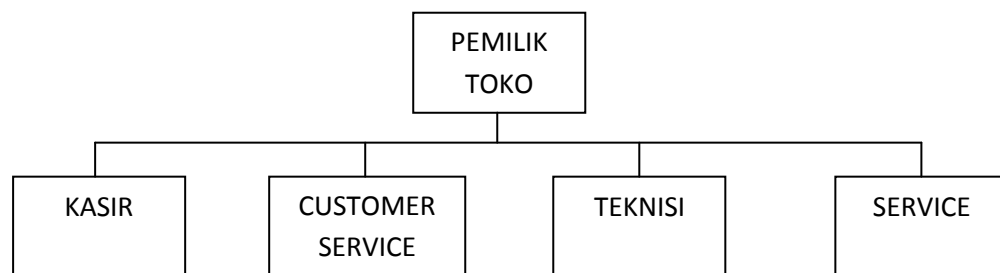 PEMILIK
TOKO
KASIR
CUSTOMER
SERVICE
TEKNISI
SERVICE